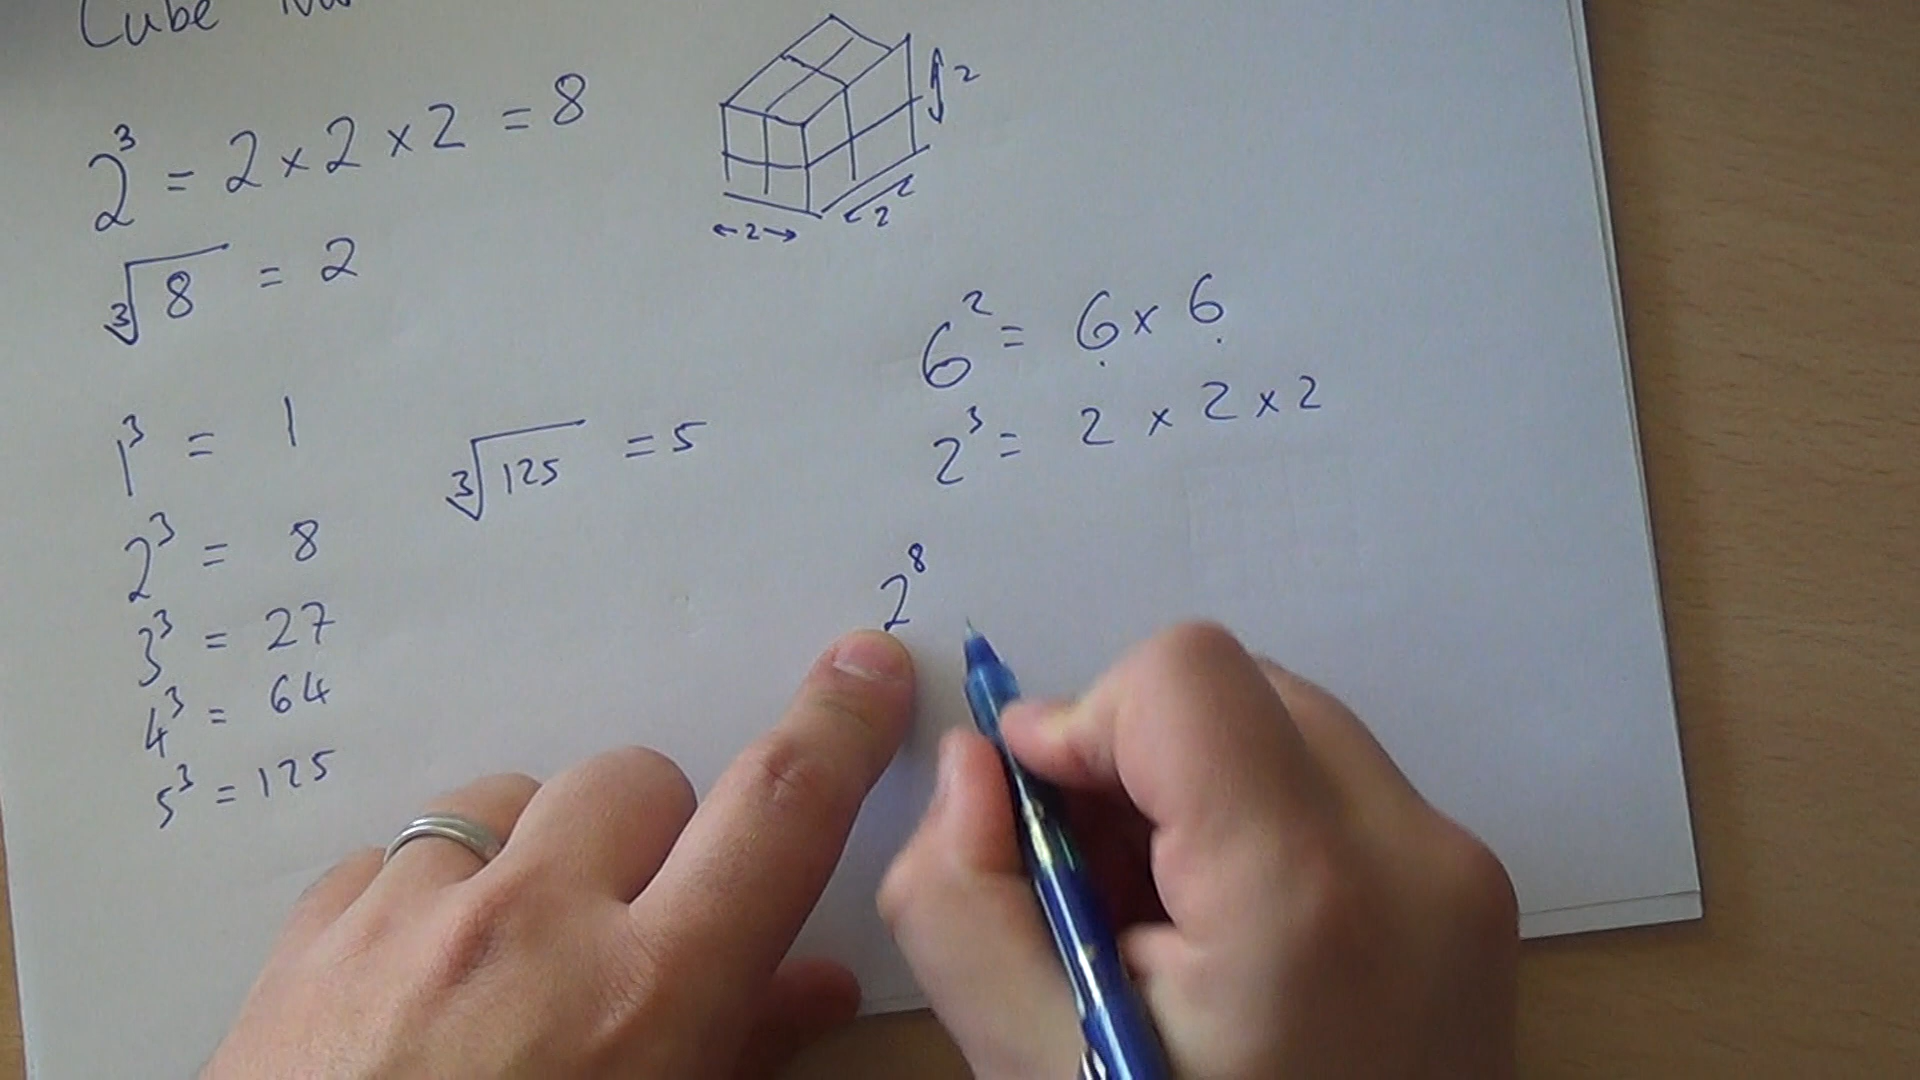 Cube
2³ = 2 × 2 × 2 = 8
∛8 = 2
1³ = 1
2³ = 8
3³ = 27
4³ = 64
5³ = 125
∛125 = 5
2
2
2
6² = 6 × 6
2³ = 2 × 2 × 2
2⁸